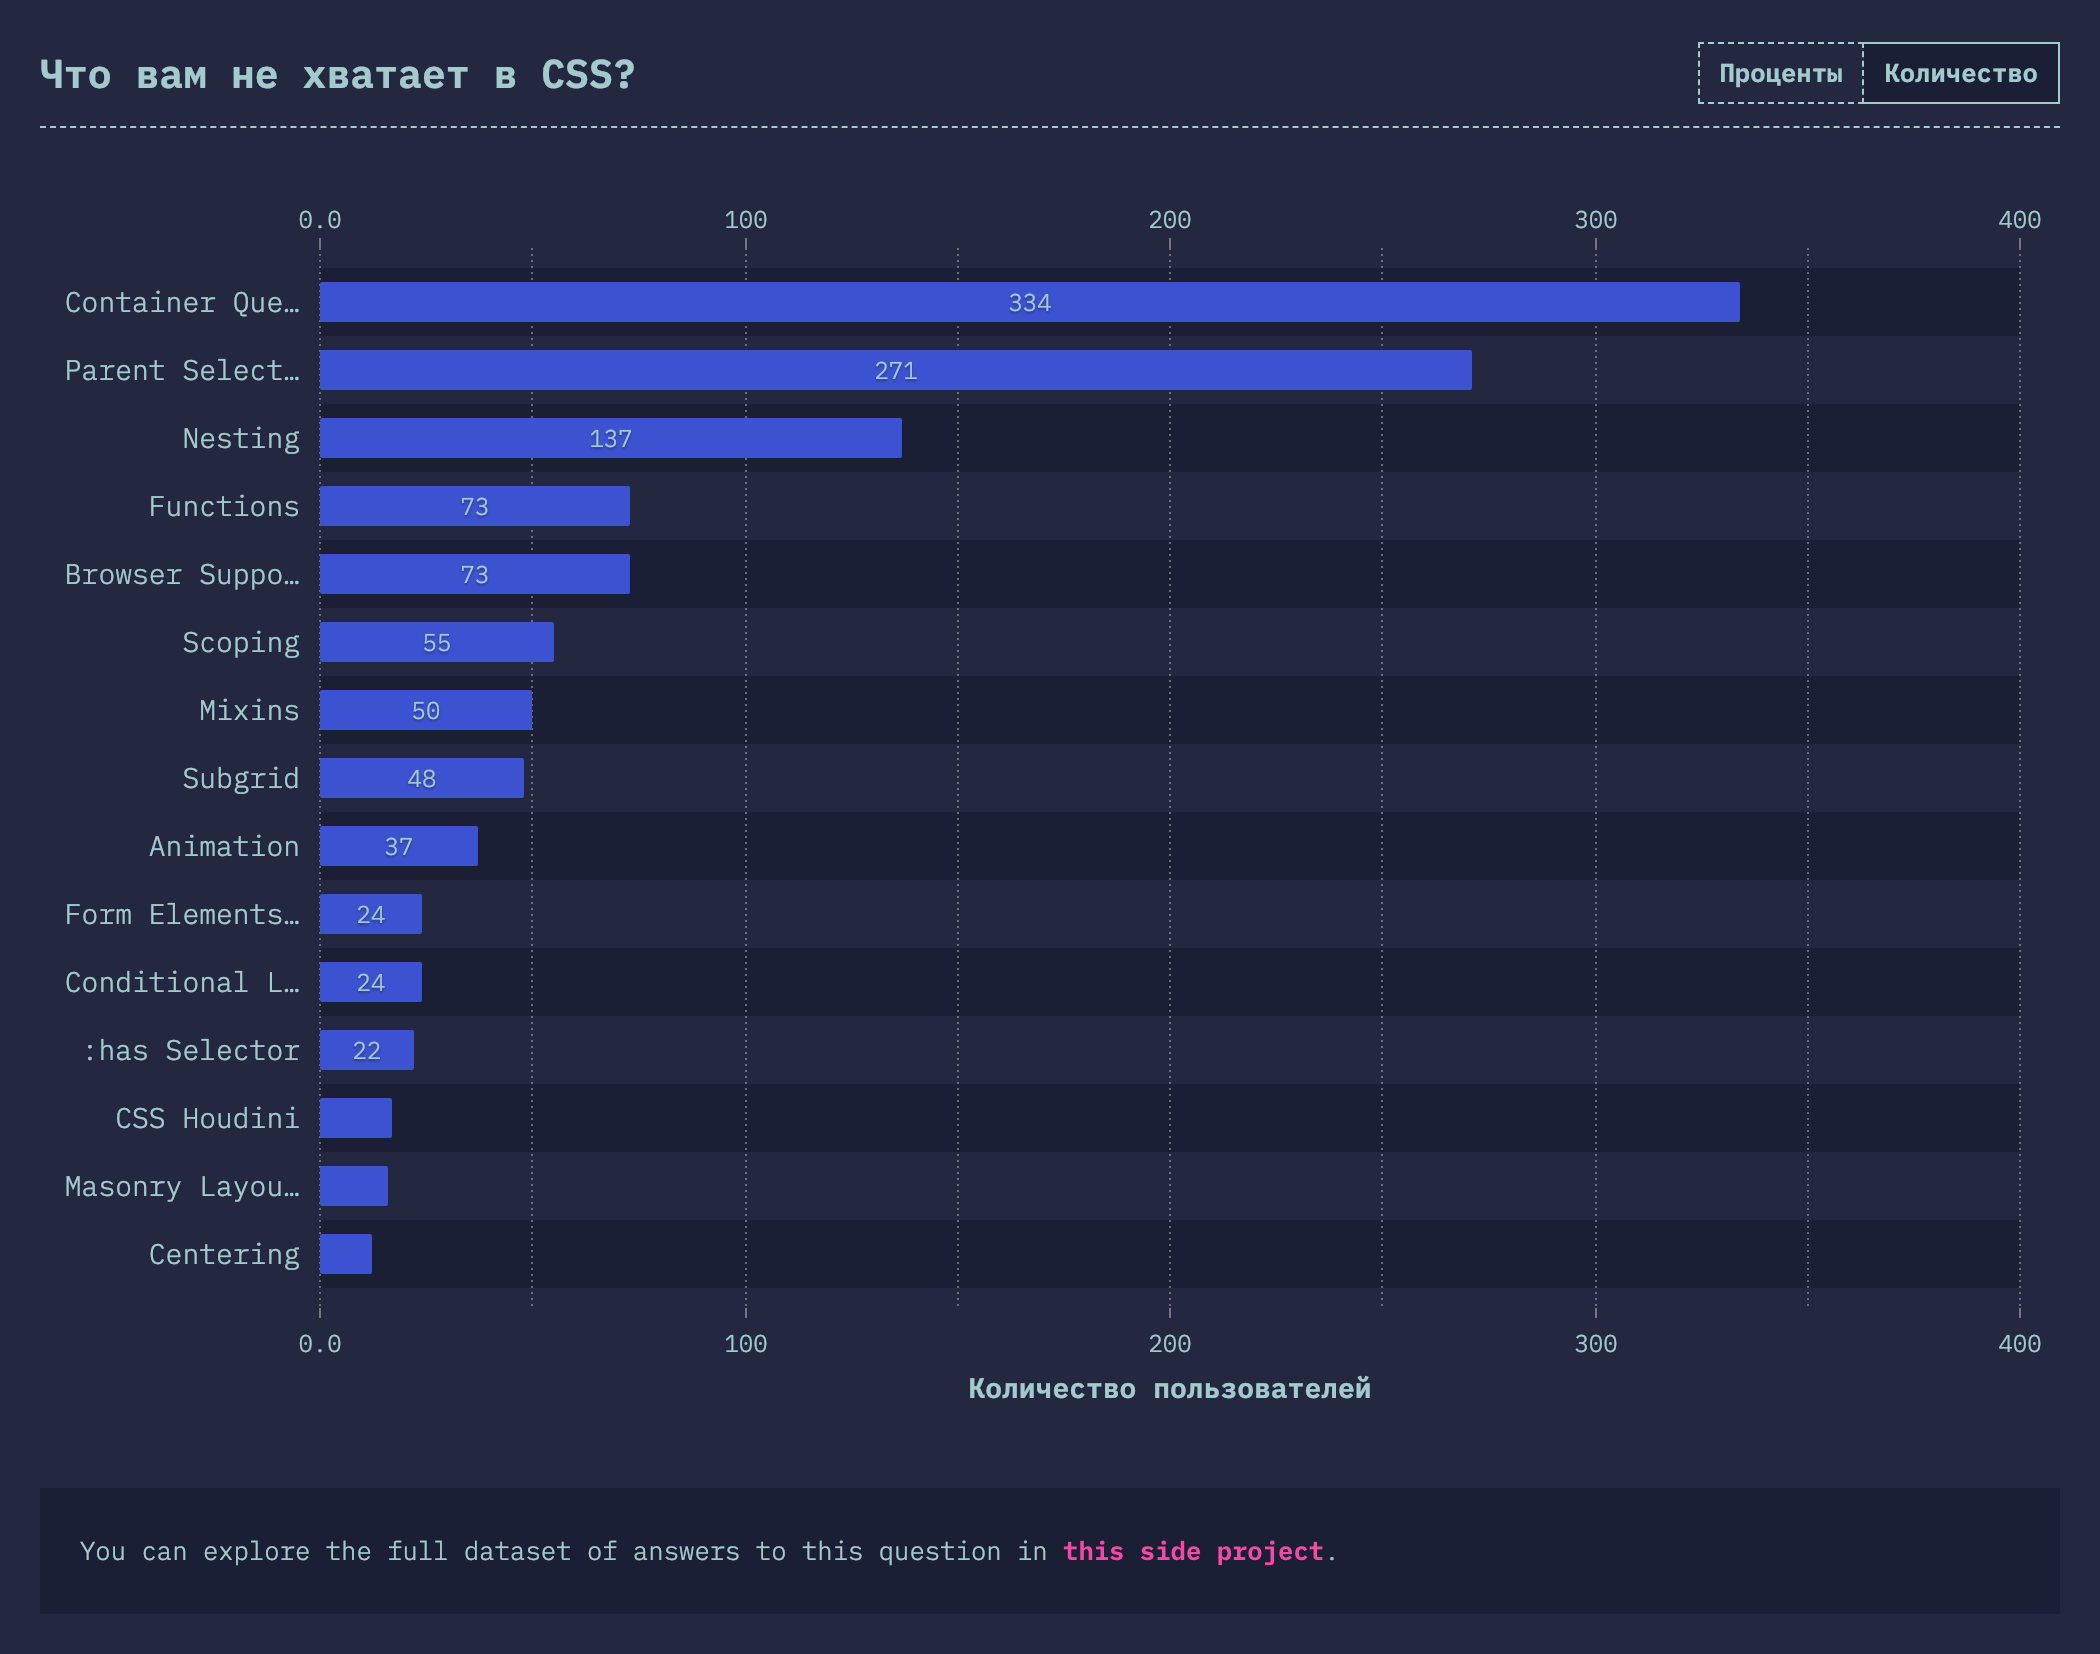 Что вам не хватает в CSS?
Проценты
Количество
0.0 100 200 300 400
Container Que… 334
Parent Select… 271
Nesting 137
Functions 73
Browser Suppo… 73
Scoping 55
Mixins 50
Subgrid 48
Animation 37
Form Elements… 24
Conditional L… 24
:has Selector 22
CSS Houdini
Masonry Layou…
Centering
0.0 100 200 300 400
Количество пользователей
You can explore the full dataset of answers to this question in this side project.